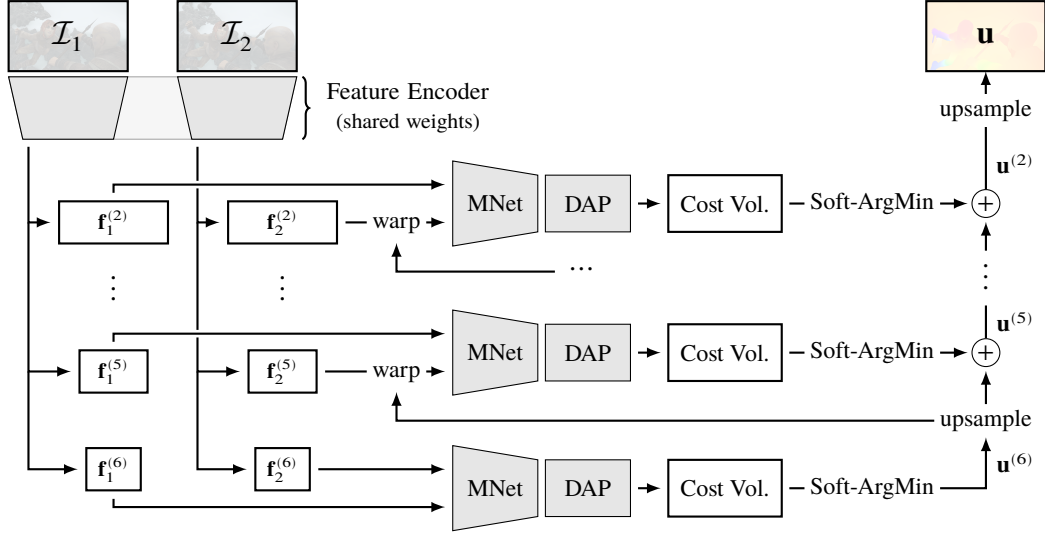 ℐ₁ ℐ₂ u
Feature Encoder
(shared weights)
upsample
u⁽²⁾
f₁⁽²⁾ f₂⁽²⁾ warp MNet DAP Cost Vol. Soft-ArgMin +
⋮ ⋮ ... ⋮
u⁽⁵⁾
f₁⁽⁵⁾ f₂⁽⁵⁾ warp MNet DAP Cost Vol. Soft-ArgMin +
upsample
u⁽⁶⁾
f₁⁽⁶⁾ f₂⁽⁶⁾ MNet DAP Cost Vol. Soft-ArgMin